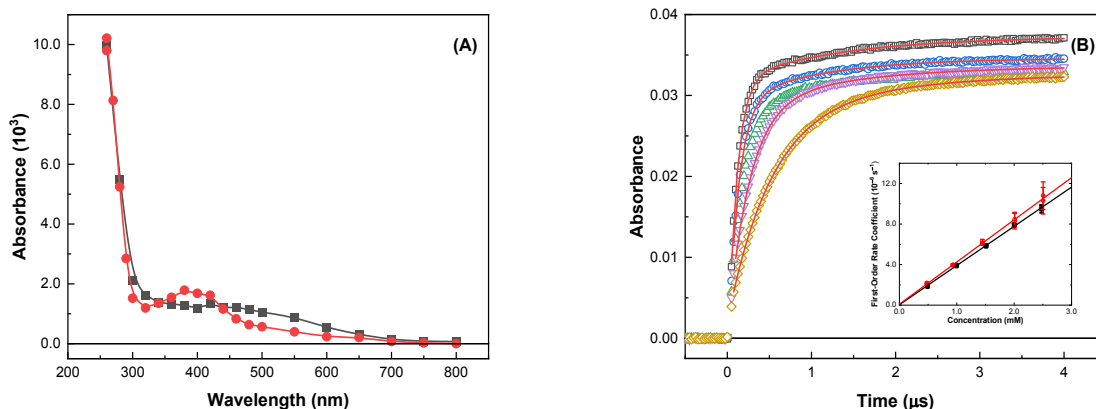 (A)
10.0
8.0
6.0
4.0
2.0
0.0
Absorbance (10³)
200 300 400 500 600 700 800
Wavelength (nm)
(B)
0.04
0.03
0.02
0.01
0.00
Absorbance
0 1 2 3 4
Time (μs)
12.0
8.0
4.0
0.0
First-Order Rate Coefficient (10⁻⁶ s⁻¹)
0.0 1.0 2.0 3.0
Concentration (mM)